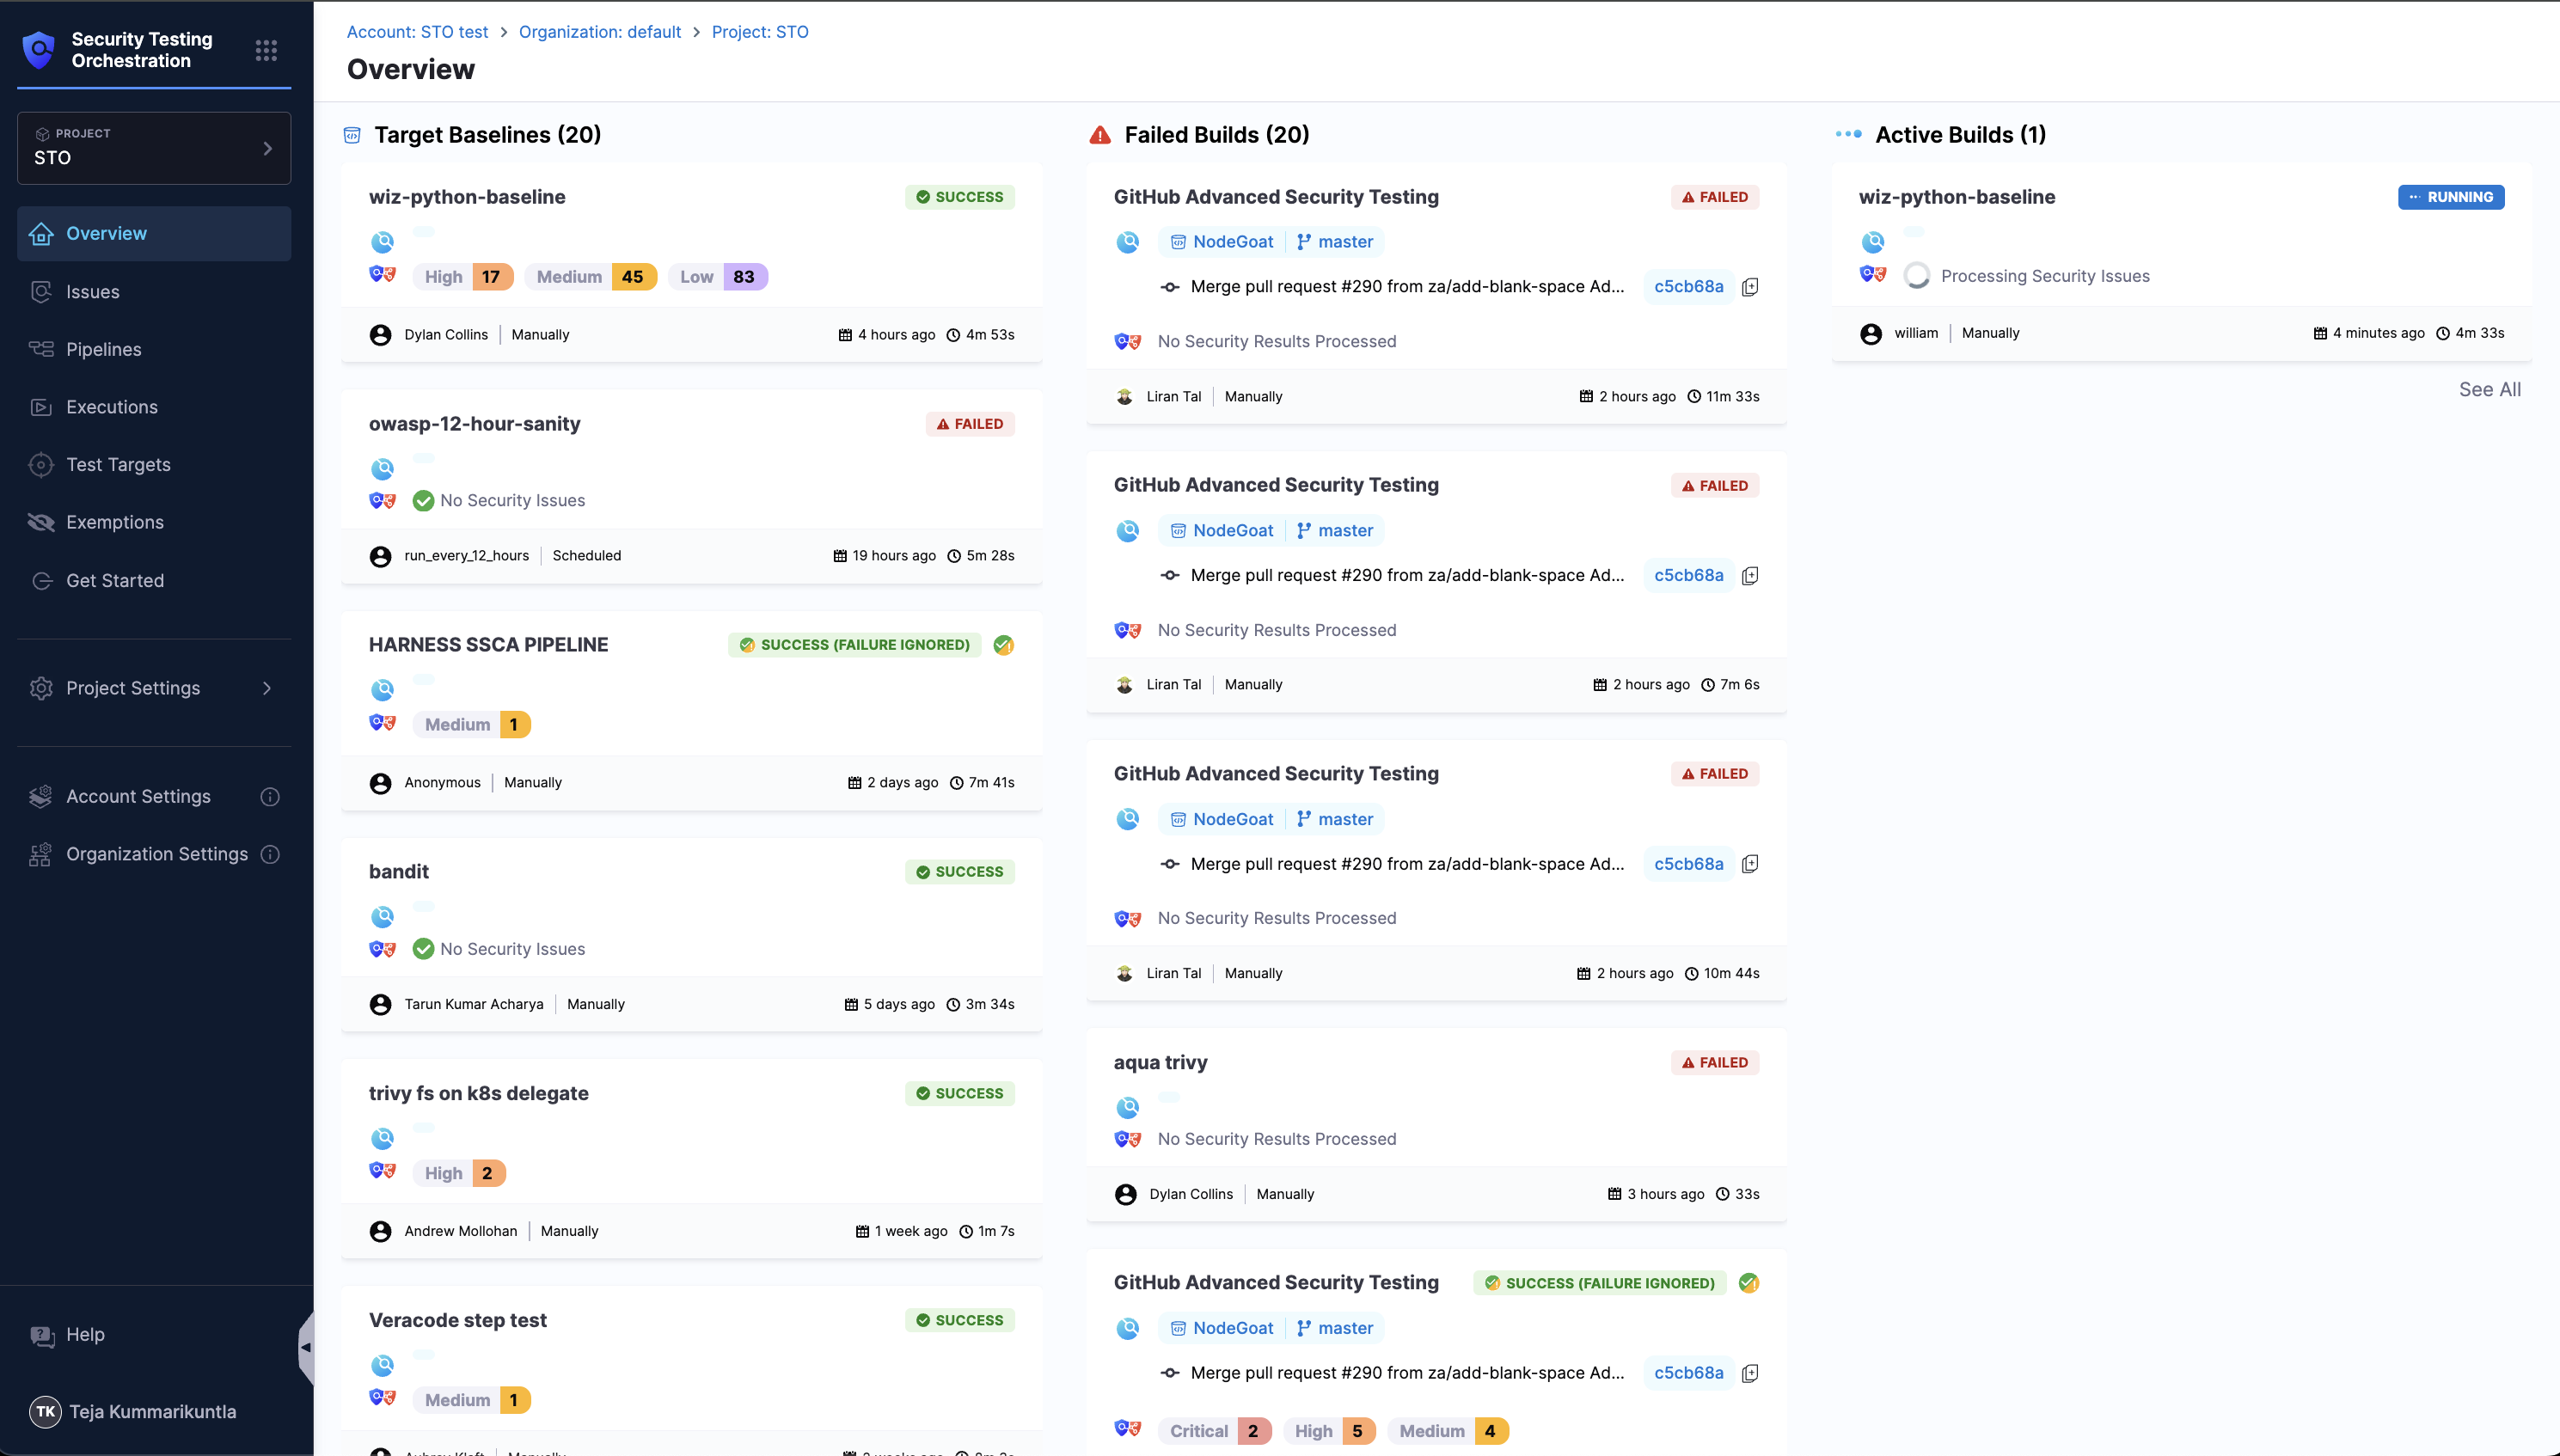 Security Testing
Orchestration
PROJECT
STO
Overview
Issues
Pipelines
Executions
Test Targets
Exemptions
Get Started
Project Settings
Account Settings
Organization Settings
Help
TK Teja Kummarikuntla
Account: STO test > Organization: default > Project: STO
Overview
Target Baselines (20)
wiz-python-baseline SUCCESS
High 17 Medium 45 Low 83
Dylan Collins | Manually 4 hours ago 4m 53s
owasp-12-hour-sanity FAILED
No Security Issues
run_every_12_hours | Scheduled 19 hours ago 5m 28s
HARNESS SSCA PIPELINE SUCCESS (FAILURE IGNORED)
Medium 1
Anonymous | Manually 2 days ago 7m 41s
bandit SUCCESS
No Security Issues
Tarun Kumar Acharya | Manually 5 days ago 3m 34s
trivy fs on k8s delegate SUCCESS
High 2
Andrew Mollohan | Manually 1 week ago 1m 7s
Veracode step test SUCCESS
Medium 1
Failed Builds (20)
GitHub Advanced Security Testing FAILED
NodeGoat master
Merge pull request #290 from za/add-blank-space Ad... c5cb68a
No Security Results Processed
Liran Tal | Manually 2 hours ago 11m 33s
GitHub Advanced Security Testing FAILED
NodeGoat master
Merge pull request #290 from za/add-blank-space Ad... c5cb68a
No Security Results Processed
Liran Tal | Manually 2 hours ago 7m 6s
GitHub Advanced Security Testing FAILED
NodeGoat master
Merge pull request #290 from za/add-blank-space Ad... c5cb68a
No Security Results Processed
Liran Tal | Manually 2 hours ago 10m 44s
aqua trivy FAILED
No Security Results Processed
Dylan Collins | Manually 3 hours ago 33s
GitHub Advanced Security Testing SUCCESS (FAILURE IGNORED)
NodeGoat master
Merge pull request #290 from za/add-blank-space Ad... c5cb68a
Critical 2 High 5 Medium 4
Active Builds (1)
wiz-python-baseline RUNNING
Processing Security Issues
william | Manually 4 minutes ago 4m 33s
See All